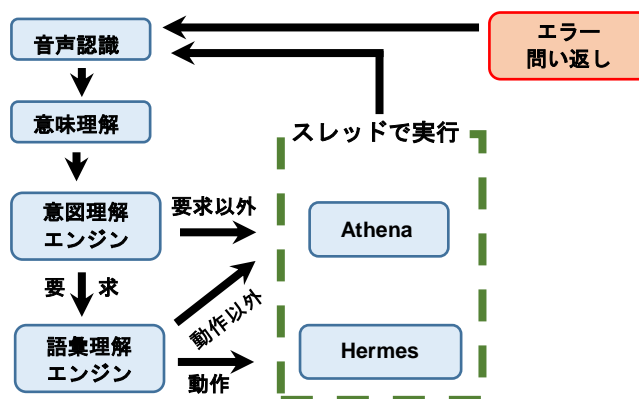 音声認識
エラー
問い返し
意味理解
スレッドで実行
意図理解
エンジン
要求以外
Athena
要 求
動作以外
語彙理解
エンジン
動作
Hermes